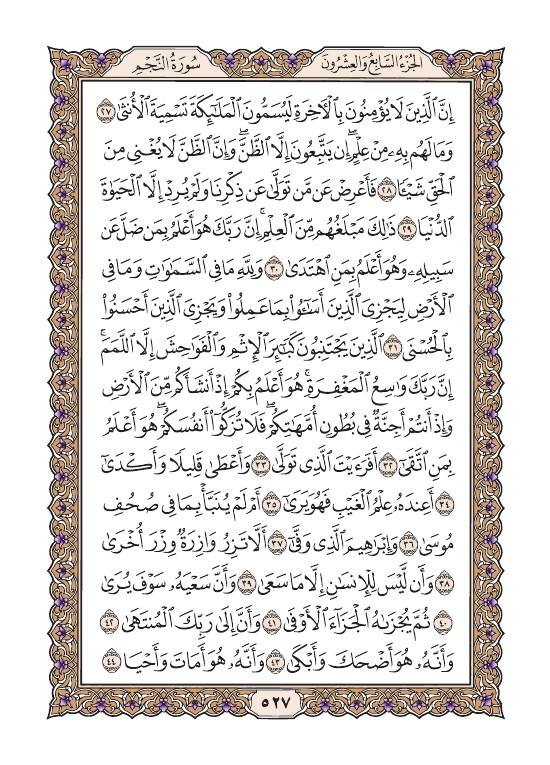 الجُزْءُ السَّابِعُ وَالعِشْرُونَ
سُورَةُ النَّجْمِ
إِنَّ ٱلَّذِينَ لَا يُؤۡمِنُونَ بِٱلۡأٓخِرَةِ لَيُسَمُّونَ ٱلۡمَلَٰٓئِكَةَ تَسۡمِيَةَ ٱلۡأُنثَىٰ ٢٧
وَمَا لَهُم بِهِۦ مِنۡ عِلۡمٍۖ إِن يَتَّبِعُونَ إِلَّا ٱلظَّنَّۖ وَإِنَّ ٱلظَّنَّ لَا يُغۡنِي مِنَ
ٱلۡحَقِّ شَيۡـٔٗا ٢٨ فَأَعۡرِضۡ عَن مَّن تَوَلَّىٰ عَن ذِكۡرِنَا وَلَمۡ يُرِدۡ إِلَّا ٱلۡحَيَوٰةَ
ٱلدُّنۡيَا ٢٩ ذَٰلِكَ مَبۡلَغُهُم مِّنَ ٱلۡعِلۡمِۚ إِنَّ رَبَّكَ هُوَ أَعۡلَمُ بِمَن ضَلَّ عَن
سَبِيلِهِۦ وَهُوَ أَعۡلَمُ بِمَنِ ٱهۡتَدَىٰ ٣٠ وَلِلَّهِ مَا فِي ٱلسَّمَٰوَٰتِ وَمَا فِي
ٱلۡأَرۡضِ لِيَجۡزِيَ ٱلَّذِينَ أَسَٰٓـُٔواْ بِمَا عَمِلُواْ وَيَجۡزِيَ ٱلَّذِينَ أَحۡسَنُواْ
بِٱلۡحُسۡنَى ٣١ ٱلَّذِينَ يَجۡتَنِبُونَ كَبَٰٓئِرَ ٱلۡإِثۡمِ وَٱلۡفَوَٰحِشَ إِلَّا ٱللَّمَمَۚ
إِنَّ رَبَّكَ وَٰسِعُ ٱلۡمَغۡفِرَةِۚ هُوَ أَعۡلَمُ بِكُمۡ إِذۡ أَنشَأَكُم مِّنَ ٱلۡأَرۡضِ
وَإِذۡ أَنتُمۡ أَجِنَّةٞ فِي بُطُونِ أُمَّهَٰتِكُمۡۖ فَلَا تُزَكُّوٓاْ أَنفُسَكُمۡۖ هُوَ أَعۡلَمُ
بِمَنِ ٱتَّقَىٰٓ ٣٢ أَفَرَءَيۡتَ ٱلَّذِي تَوَلَّىٰ ٣٣ وَأَعۡطَىٰ قَلِيلٗا وَأَكۡدَىٰٓ
٣٤ أَعِندَهُۥ عِلۡمُ ٱلۡغَيۡبِ فَهُوَ يَرَىٰٓ ٣٥ أَمۡ لَمۡ يُنَبَّأۡ بِمَا فِي صُحُفِ
مُوسَىٰ ٣٦ وَإِبۡرَٰهِيمَ ٱلَّذِي وَفَّىٰٓ ٣٧ أَلَّا تَزِرُ وَازِرَةٞ وِزۡرَ أُخۡرَىٰ
٣٨ وَأَن لَّيۡسَ لِلۡإِنسَٰنِ إِلَّا مَا سَعَىٰ ٣٩ وَأَنَّ سَعۡيَهُۥ سَوۡفَ يُرَىٰ
٤٠ ثُمَّ يُجۡزَىٰهُ ٱلۡجَزَآءَ ٱلۡأَوۡفَىٰ ٤١ وَأَنَّ إِلَىٰ رَبِّكَ ٱلۡمُنتَهَىٰ ٤٢
وَأَنَّهُۥ هُوَ أَضۡحَكَ وَأَبۡكَىٰ ٤٣ وَأَنَّهُۥ هُوَ أَمَاتَ وَأَحۡيَا ٤٤
٥٢٧